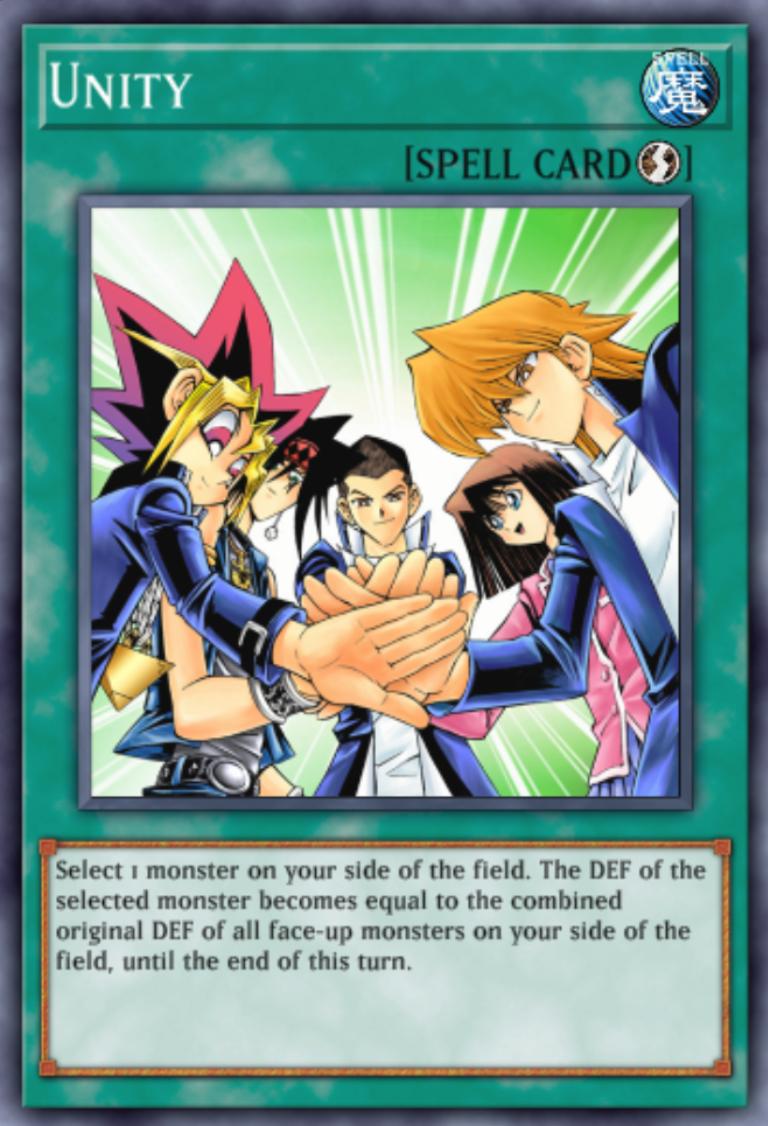 UNITY
SPELL
魔
[SPELL CARD]
Select 1 monster on your side of the field. The DEF of the
selected monster becomes equal to the combined
original DEF of all face-up monsters on your side of the
field, until the end of this turn.